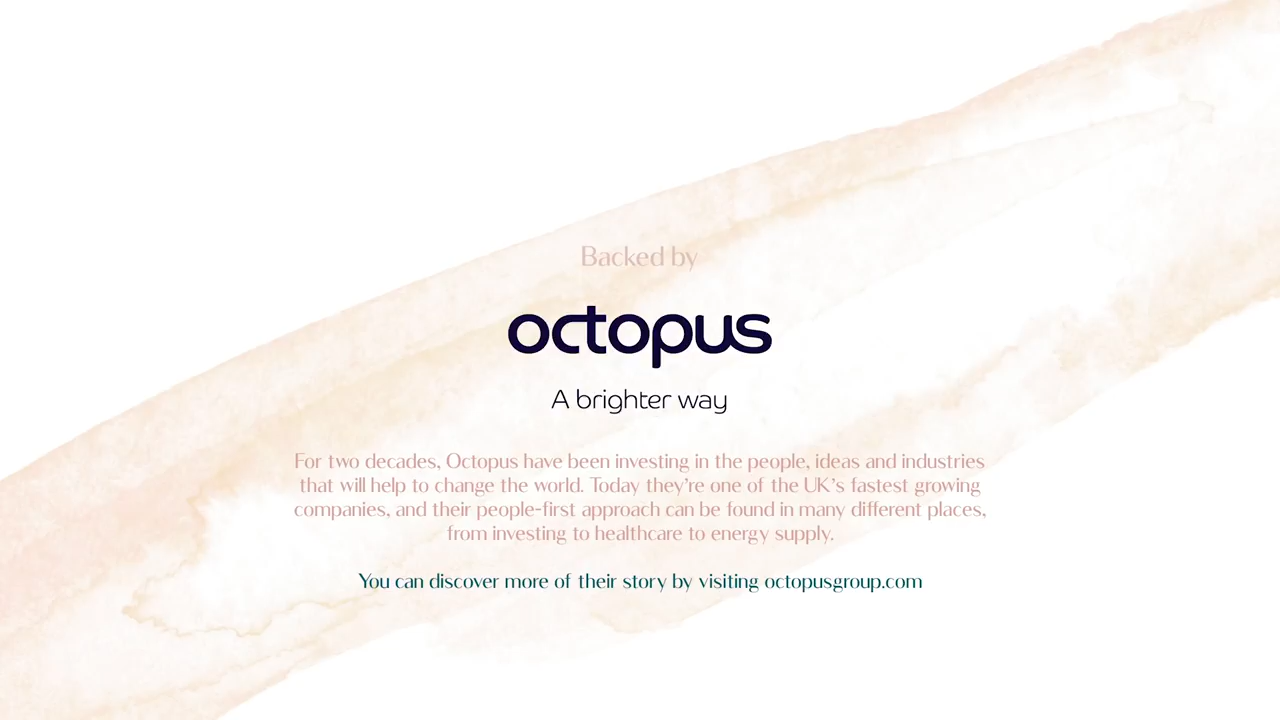 Backed by
octopus
A brighter way
For two decades, Octopus have been investing in the people, ideas and industries
that will help to change the world. Today they’re one of the UK’s fastest growing
companies, and their people-first approach can be found in many different places,
from investing to healthcare to energy supply.
You can discover more of their story by visiting octopusgroup.com